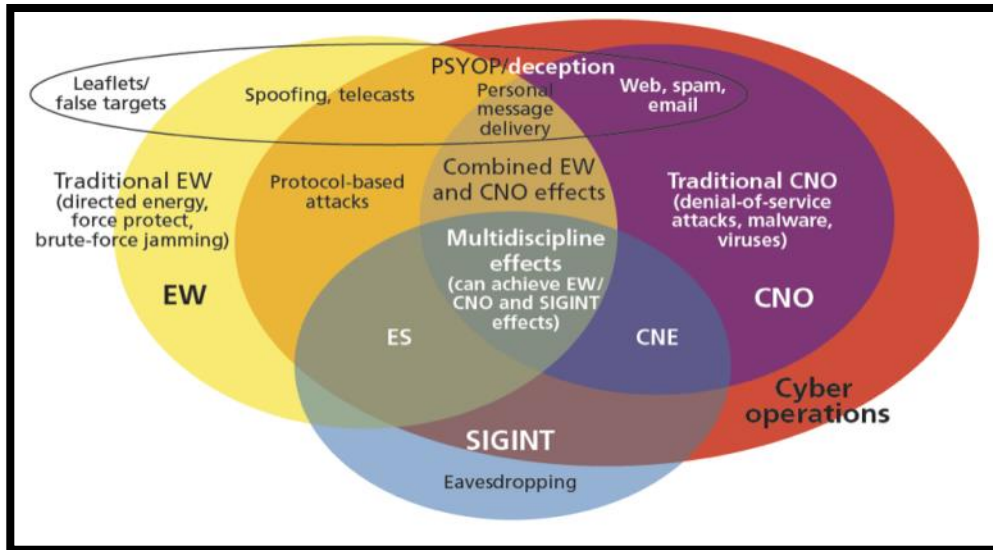 PSYOP/deception
Leaflets/
false targets
Spoofing, telecasts
Personal
message
delivery
Web, spam,
email
Traditional EW
(directed energy,
force protect,
brute-force jamming)
EW
Protocol-based
attacks
Combined EW
and CNO effects
Traditional CNO
(denial-of-service
attacks, malware,
viruses)
CNO
Multidiscipline
effects
(can achieve EW/
CNO and SIGINT
effects)
ES
CNE
Cyber
operations
SIGINT
Eavesdropping